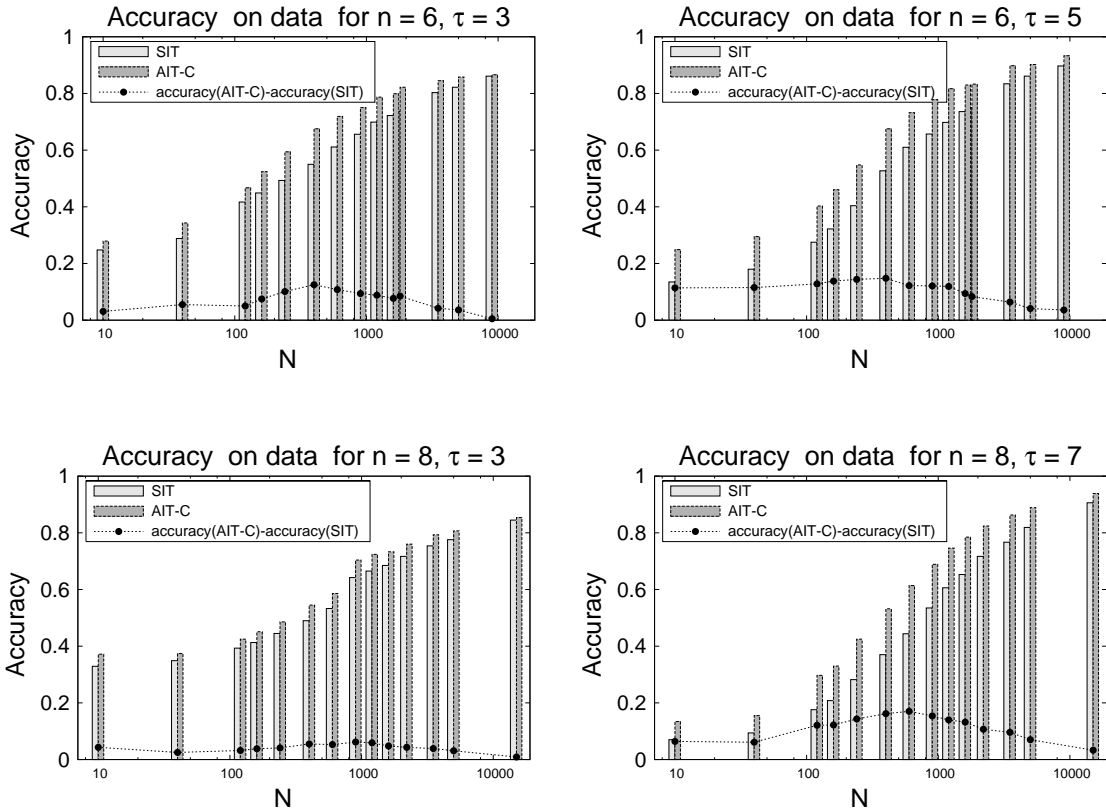 Accuracy on data for n = 6, τ = 3
1
0.8
0.6
0.4
0.2
0
Accuracy
SIT
AIT-C
accuracy(AIT-C)-accuracy(SIT)
10
100
1000
10000
N
Accuracy on data for n = 6, τ = 5
1
0.8
0.6
0.4
0.2
0
Accuracy
SIT
AIT-C
accuracy(AIT-C)-accuracy(SIT)
10
100
1000
10000
N
Accuracy on data for n = 8, τ = 3
1
0.8
0.6
0.4
0.2
0
Accuracy
SIT
AIT-C
accuracy(AIT-C)-accuracy(SIT)
10
100
1000
10000
N
Accuracy on data for n = 8, τ = 7
1
0.8
0.6
0.4
0.2
0
Accuracy
SIT
AIT-C
accuracy(AIT-C)-accuracy(SIT)
10
100
1000
10000
N